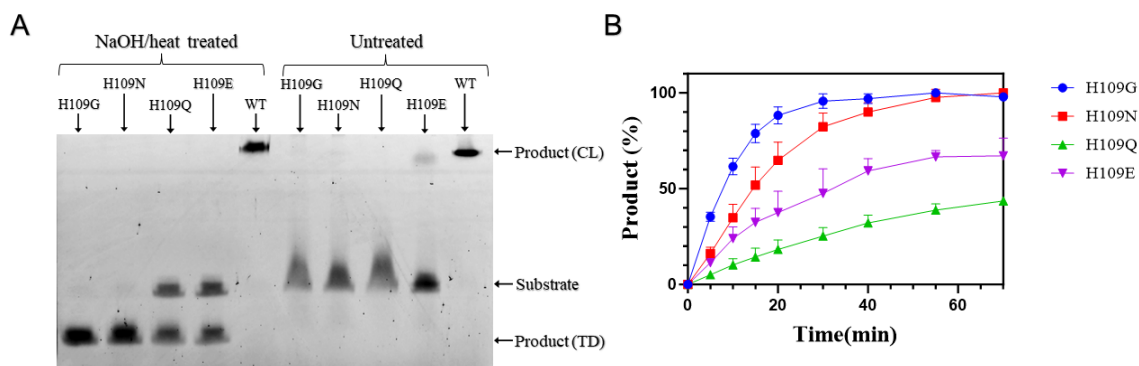 A
NaOH/heat treated
Untreated
H109G
H109N
H109Q
H109E
WT
H109G
H109N
H109Q
H109E
WT
Product (CL)
Substrate
Product (TD)
B
Product (%)
100
50
0
0
20
40
60
Time(min)
H109G
H109N
H109Q
H109E